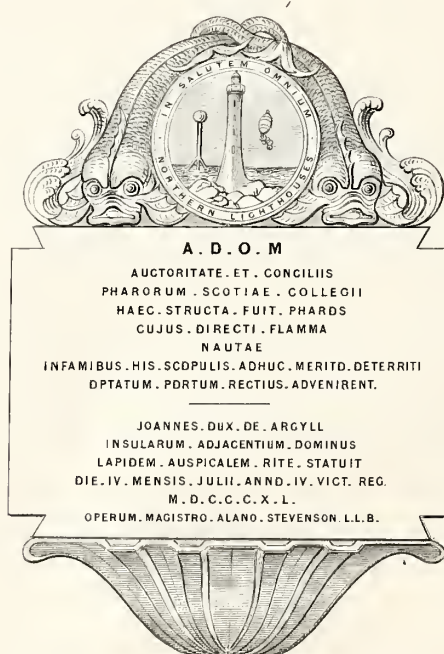 IN SALUTEM OMNIUM
NORTHERN LIGHTHOUSES
A.D.O.M
AUCTORITATE.ET.CONCILIIS
PHARORUM.SCOTIAE.COLLEGII
HAEC.STRUCTA.FUIT.PHAROS
CUJUS.DIRECTI.FLAMMA
NAUTAE
INFAMIBUS.HIS.SCOPULIS.ADHUC.MERITO.DETERRITI
OPTATUM.PORTUM.RECTIUS.ADVENIRENT.
JOANNES.DUX.DE.ARGYLL
INSULARUM.ADJACENTIUM.DOMINUS
LAPIDEM.AUSPICALEM.RITE.STATUIT
DIE.IV.MENSIS.JULII.ANNO.IV.VICT.REG.
M.D.C.C.C.X.L.
OPERUM.MAGISTRO.ALANO.STEVENSON.L.L.B.